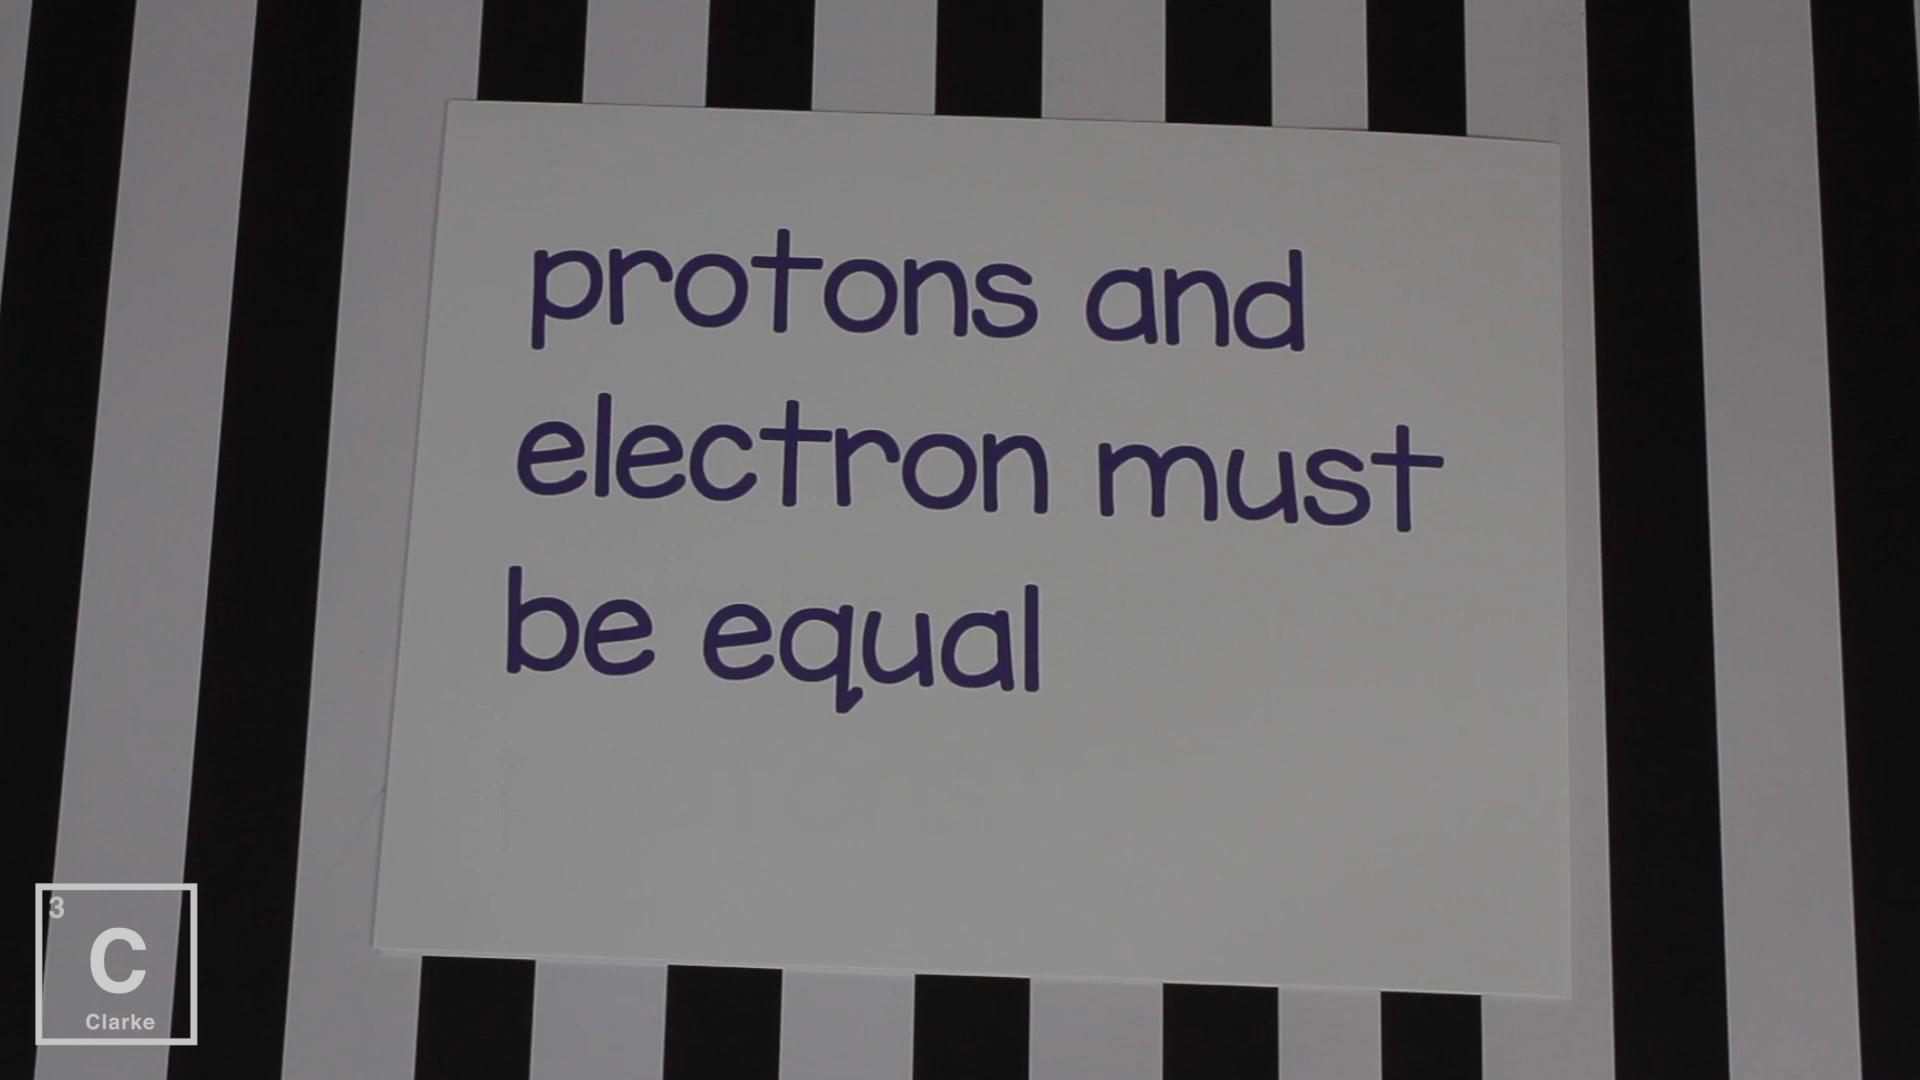 protons and
electron must
be equal
3
C
Clarke